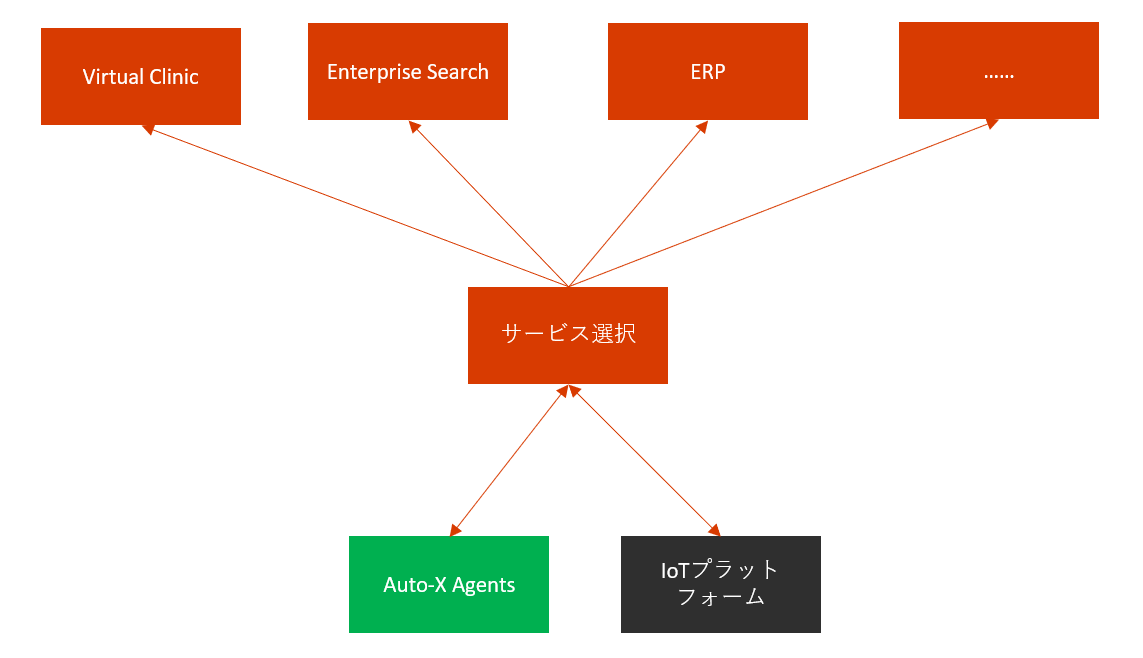 Virtual Clinic
Enterprise Search
ERP
......
サービス選択
Auto-X Agents
IoTプラット
フォーム